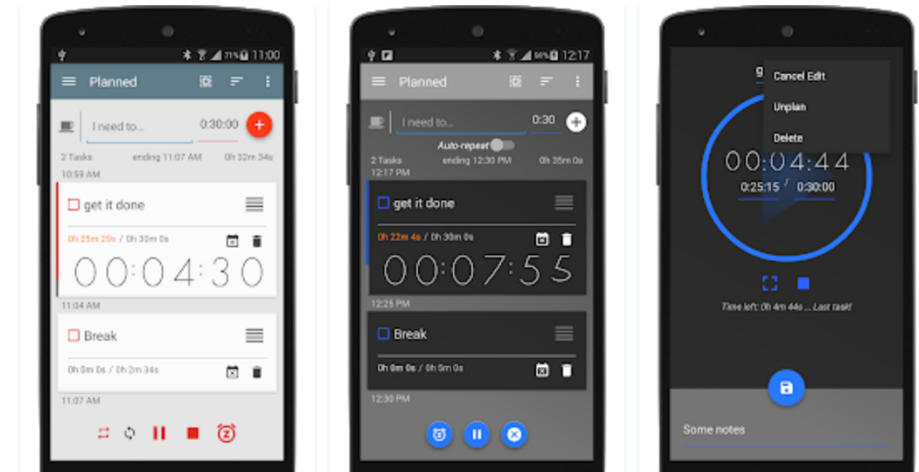 71% 11:00
Planned
I need to...
0:30:00
2 Tasks ending 11:07 AM 0h 32m 34s
10:59 AM
get it done
0h 25m 29s / 0h 30m 0s
00:04:30
11:04 AM
Break
0h 0m 0s / 0h 2m 34s
11:07 AM
12:17
Planned
I need to...
0:30
Auto-repeat
2 Tasks ending 12:30 PM 0h 35m 0s
12:17 PM
get it done
0h 22m 4s / 0h 30m 0s
00:07:55
12:25 PM
Break
0h 0m 0s / 0h 5m 0s
12:30 PM
g
Cancel Edit
Unplan
Delete
00:04:44
0:25:15 / 0:30:00
Time left: 0h 4m 44s ... Last task!
Some notes